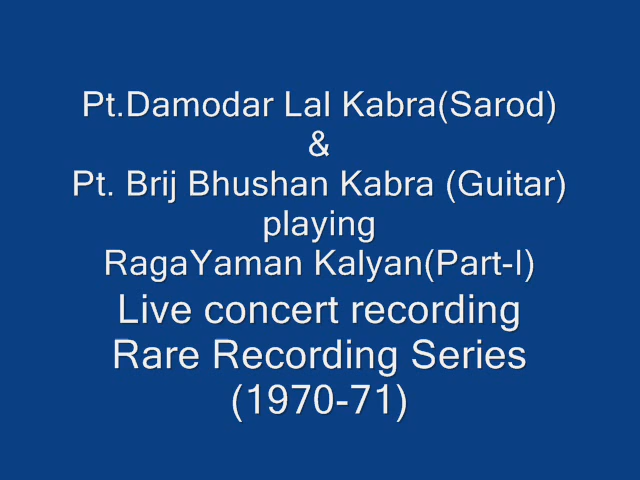 Pt.Damodar Lal Kabra(Sarod)
&
Pt. Brij Bhushan Kabra (Guitar)
playing
RagaYaman Kalyan(Part-I)
Live concert recording
Rare Recording Series
(1970-71)